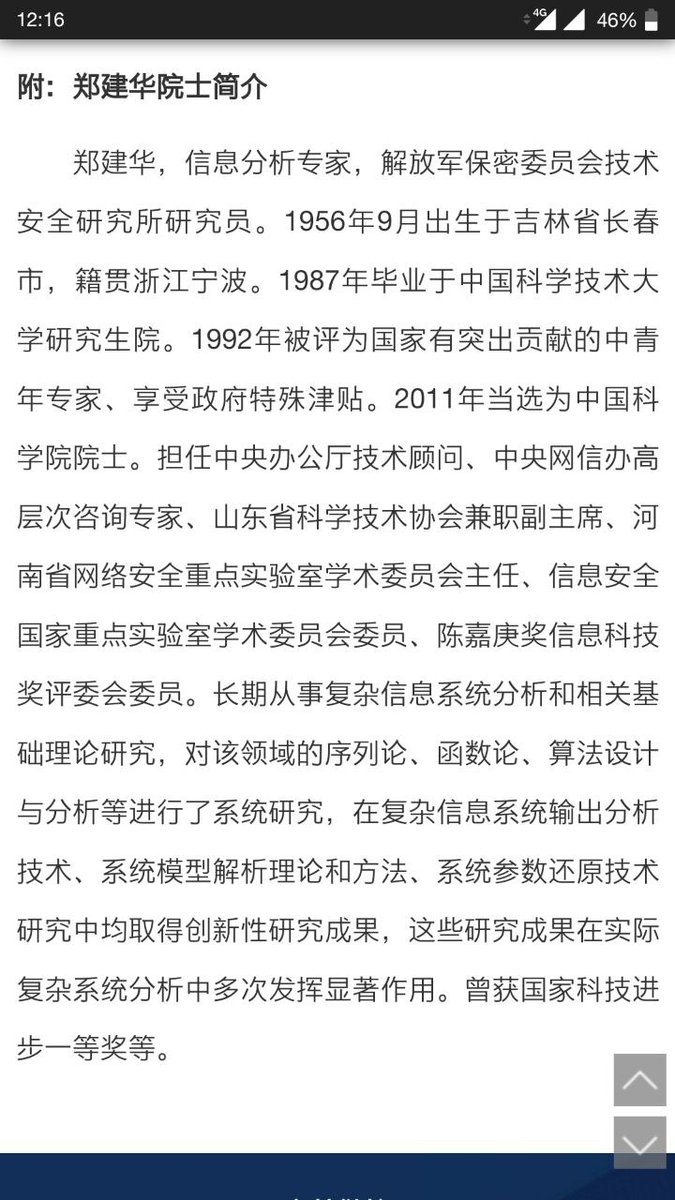 12:16
4G 46%
附：郑建华院士简介
郑建华，信息分析专家，解放军保密委员会技术
安全研究所研究员。1956年9月出生于吉林省长春
市，籍贯浙江宁波。1987年毕业于中国科学技术大
学研究生院。1992年被评为国家有突出贡献的中青
年专家、享受政府特殊津贴。2011年当选为中国科
学院院士。担任中央办公厅技术顾问、中央网信办高
层次咨询专家、山东省科学技术协会兼职副主席、河
南省网络安全重点实验室学术委员会主任、信息安全
国家重点实验室学术委员会委员、陈嘉庚奖信息科技
奖评委会委员。长期从事复杂信息系统分析和相关基
础理论研究，对该领域的序列论、函数论、算法设计
与分析等进行了系统研究，在复杂信息系统输出分析
技术、系统模型解析理论和方法、系统参数还原技术
研究中均取得创新性研究成果，这些研究成果在实际
复杂系统分析中多次发挥显著作用。曾获国家科技进
步一等奖等。